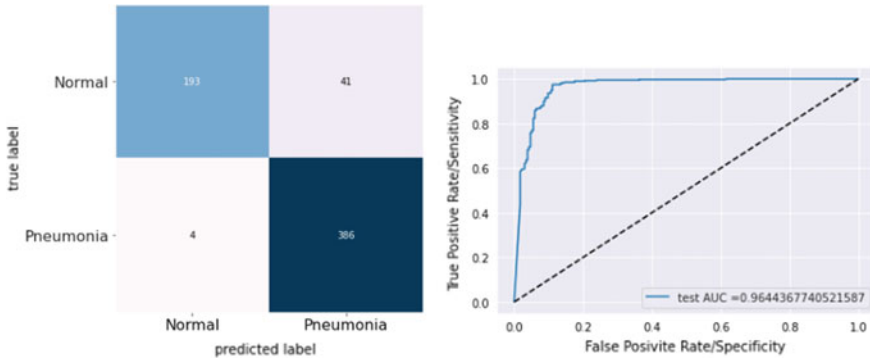 Normal
193
41
true label
Pneumonia
4
386
Normal
Pneumonia
predicted label
1.0
0.8
0.6
0.4
0.2
0.0
True Positive Rate/Sensitivity
test AUC =0.9644367740521587
0.0 0.2 0.4 0.6 0.8 1.0
False Posivite Rate/Specificity